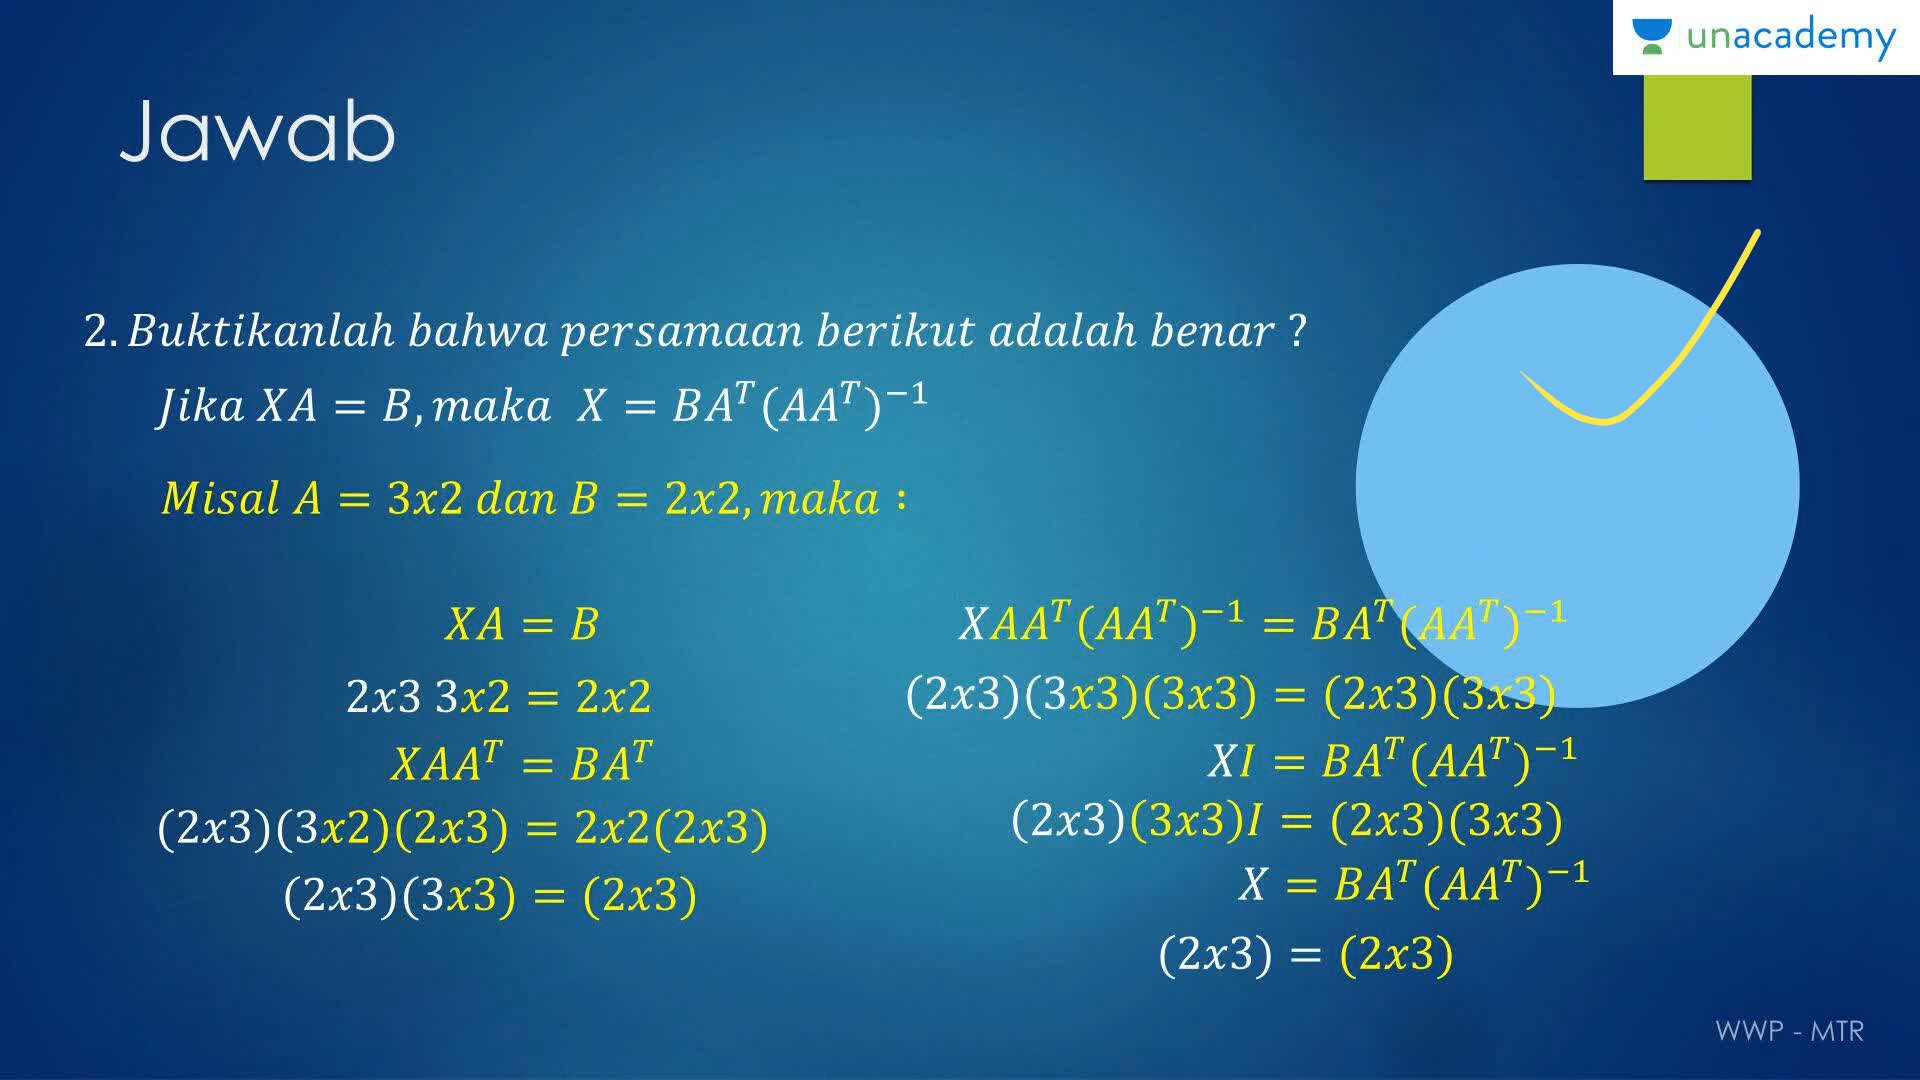 unacademy
Jawab
2. Buktikanlah bahwa persamaan berikut adalah benar ?
Jika XA = B, maka X = BA^T(AA^T)^−1
Misal A = 3x2 dan B = 2x2, maka :
XA = B
2x3 3x2 = 2x2
XAA^T = BA^T
(2x3)(3x2)(2x3) = 2x2(2x3)
(2x3)(3x3) = (2x3)
XAA^T(AA^T)^−1 = BA^T(AA^T)^−1
(2x3)(3x3)(3x3) = (2x3)(3x3)
XI = BA^T(AA^T)^−1
(2x3)(3x3)I = (2x3)(3x3)
X = BA^T(AA^T)^−1
(2x3) = (2x3)
WWP - MTR